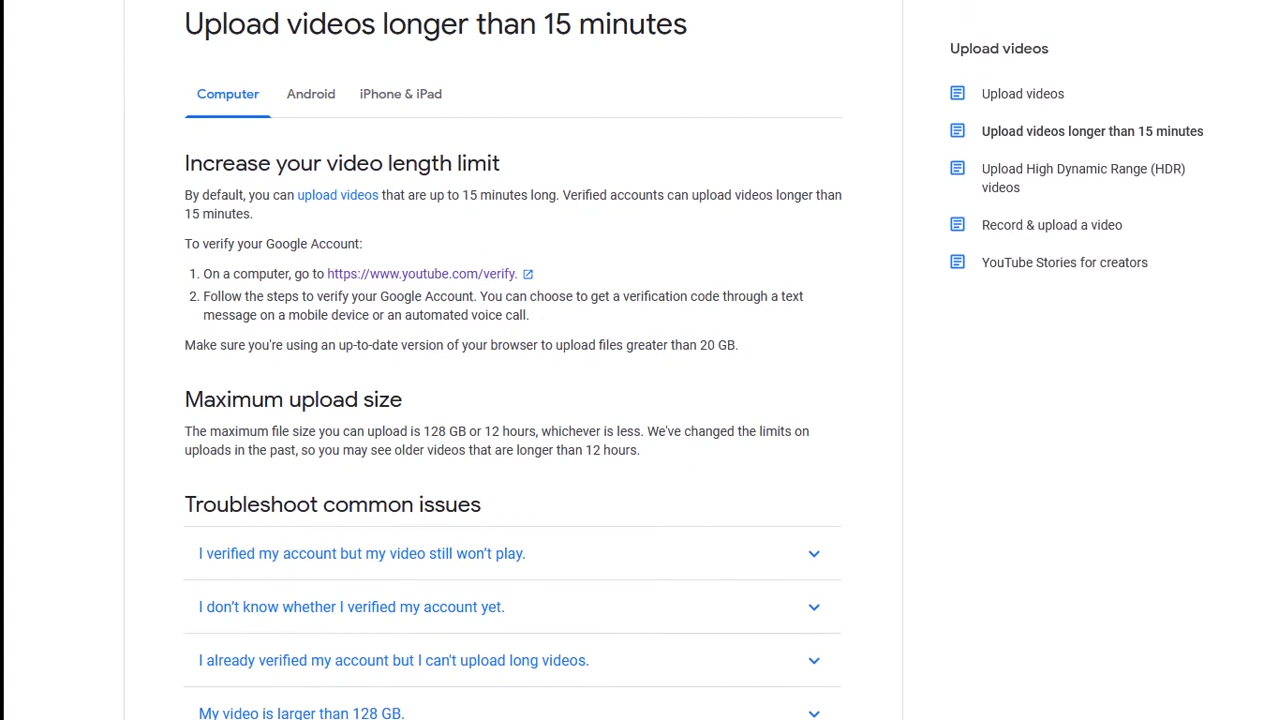 Upload videos longer than 15 minutes
Computer
Android
iPhone & iPad
Increase your video length limit
By default, you can upload videos that are up to 15 minutes long. Verified accounts can upload videos longer than
15 minutes.
To verify your Google Account:
1. On a computer, go to https://www.youtube.com/verify.
2. Follow the steps to verify your Google Account. You can choose to get a verification code through a text
message on a mobile device or an automated voice call.
Make sure you're using an up-to-date version of your browser to upload files greater than 20 GB.
Maximum upload size
The maximum file size you can upload is 128 GB or 12 hours, whichever is less. We've changed the limits on
uploads in the past, so you may see older videos that are longer than 12 hours.
Troubleshoot common issues
I verified my account but my video still won’t play.
I don’t know whether I verified my account yet.
I already verified my account but I can't upload long videos.
My video is larger than 128 GB.
Upload videos
Upload videos
Upload videos longer than 15 minutes
Upload High Dynamic Range (HDR)
videos
Record & upload a video
YouTube Stories for creators